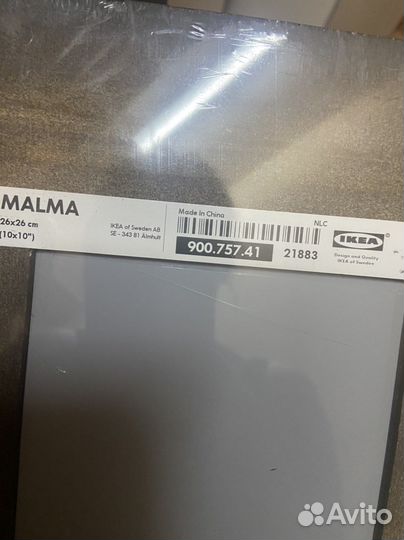 MALMA
26x26 cm
(10x10")
IKEA of Sweden AB
SE - 343 81 Älmhult
Made in China
NLC
900.757.41 21883
IKEA®
Design and Quality
IKEA of Sweden
Avito